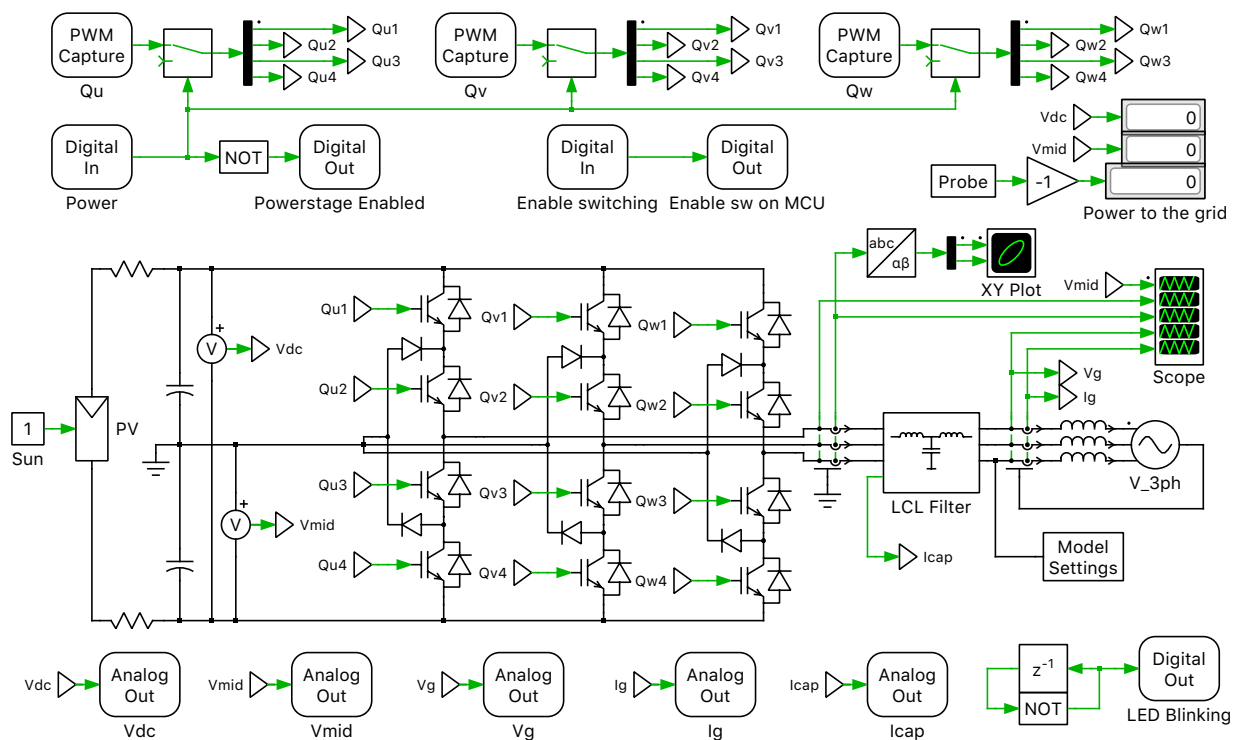 PWM
Capture
Qu
Qu1
Qu2
Qu3
Qu4
PWM
Capture
Qv
Qv1
Qv2
Qv3
Qv4
PWM
Capture
Qw
Qw1
Qw2
Qw3
Qw4
Digital
In
Power
NOT
Digital
Out
Powerstage Enabled
Digital
In
Enable switching
Digital
Out
Enable sw on MCU
Vdc
0
Vmid
0
Probe
-1
0
Power to the grid
abc
αβ
XY Plot
Vmid
Scope
Vg
Ig
1
Sun
PV
V
+
Vdc
V
+
Vmid
Qu1
Qu2
Qu3
Qu4
Qv1
Qv2
Qv3
Qv4
Qw1
Qw2
Qw3
Qw4
LCL Filter
Icap
V_3ph
Model
Settings
Vdc
Analog
Out
Vdc
Vmid
Analog
Out
Vmid
Vg
Analog
Out
Vg
Ig
Analog
Out
Ig
Icap
Analog
Out
Icap
z⁻¹
NOT
Digital
Out
LED Blinking